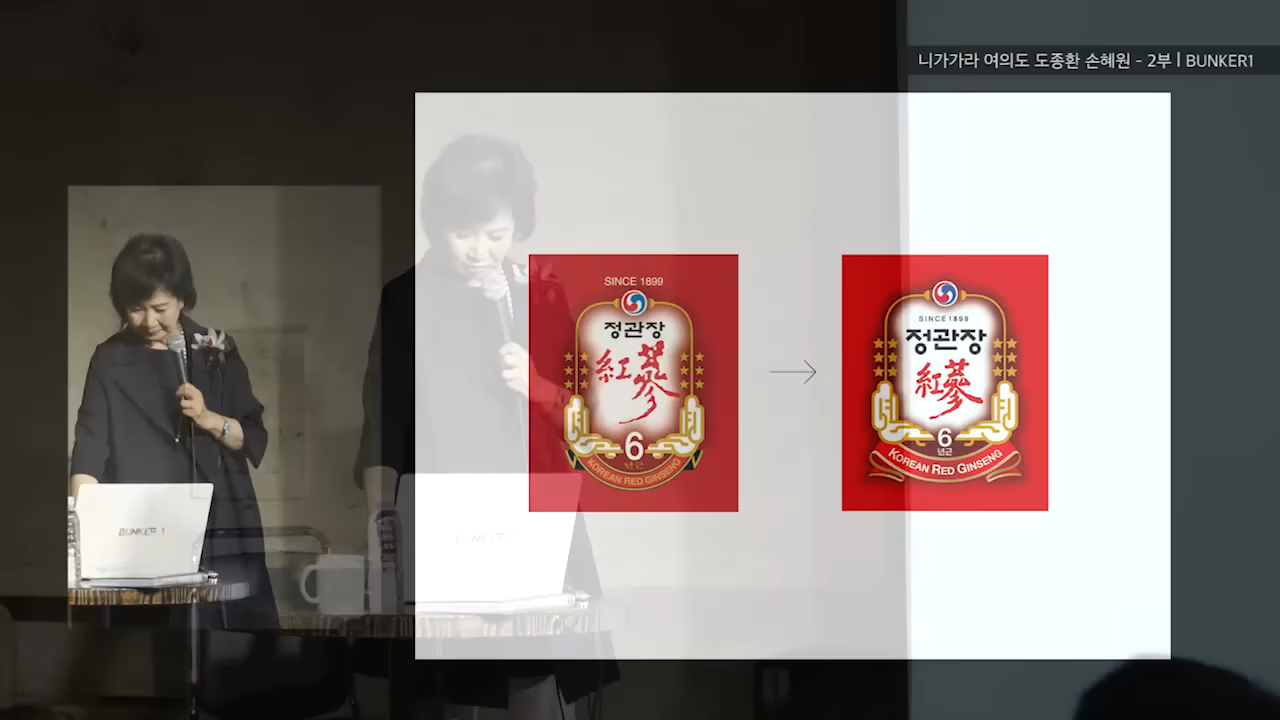 니가가라 여의도 도종환 손혜원 - 2부 | BUNKER1
SINCE 1899
정관장
紅蔘
6
년근
KOREAN RED GINSENG
SINCE 1899
정관장
紅蔘
6
년근
KOREAN RED GINSENG
BUNKER 1